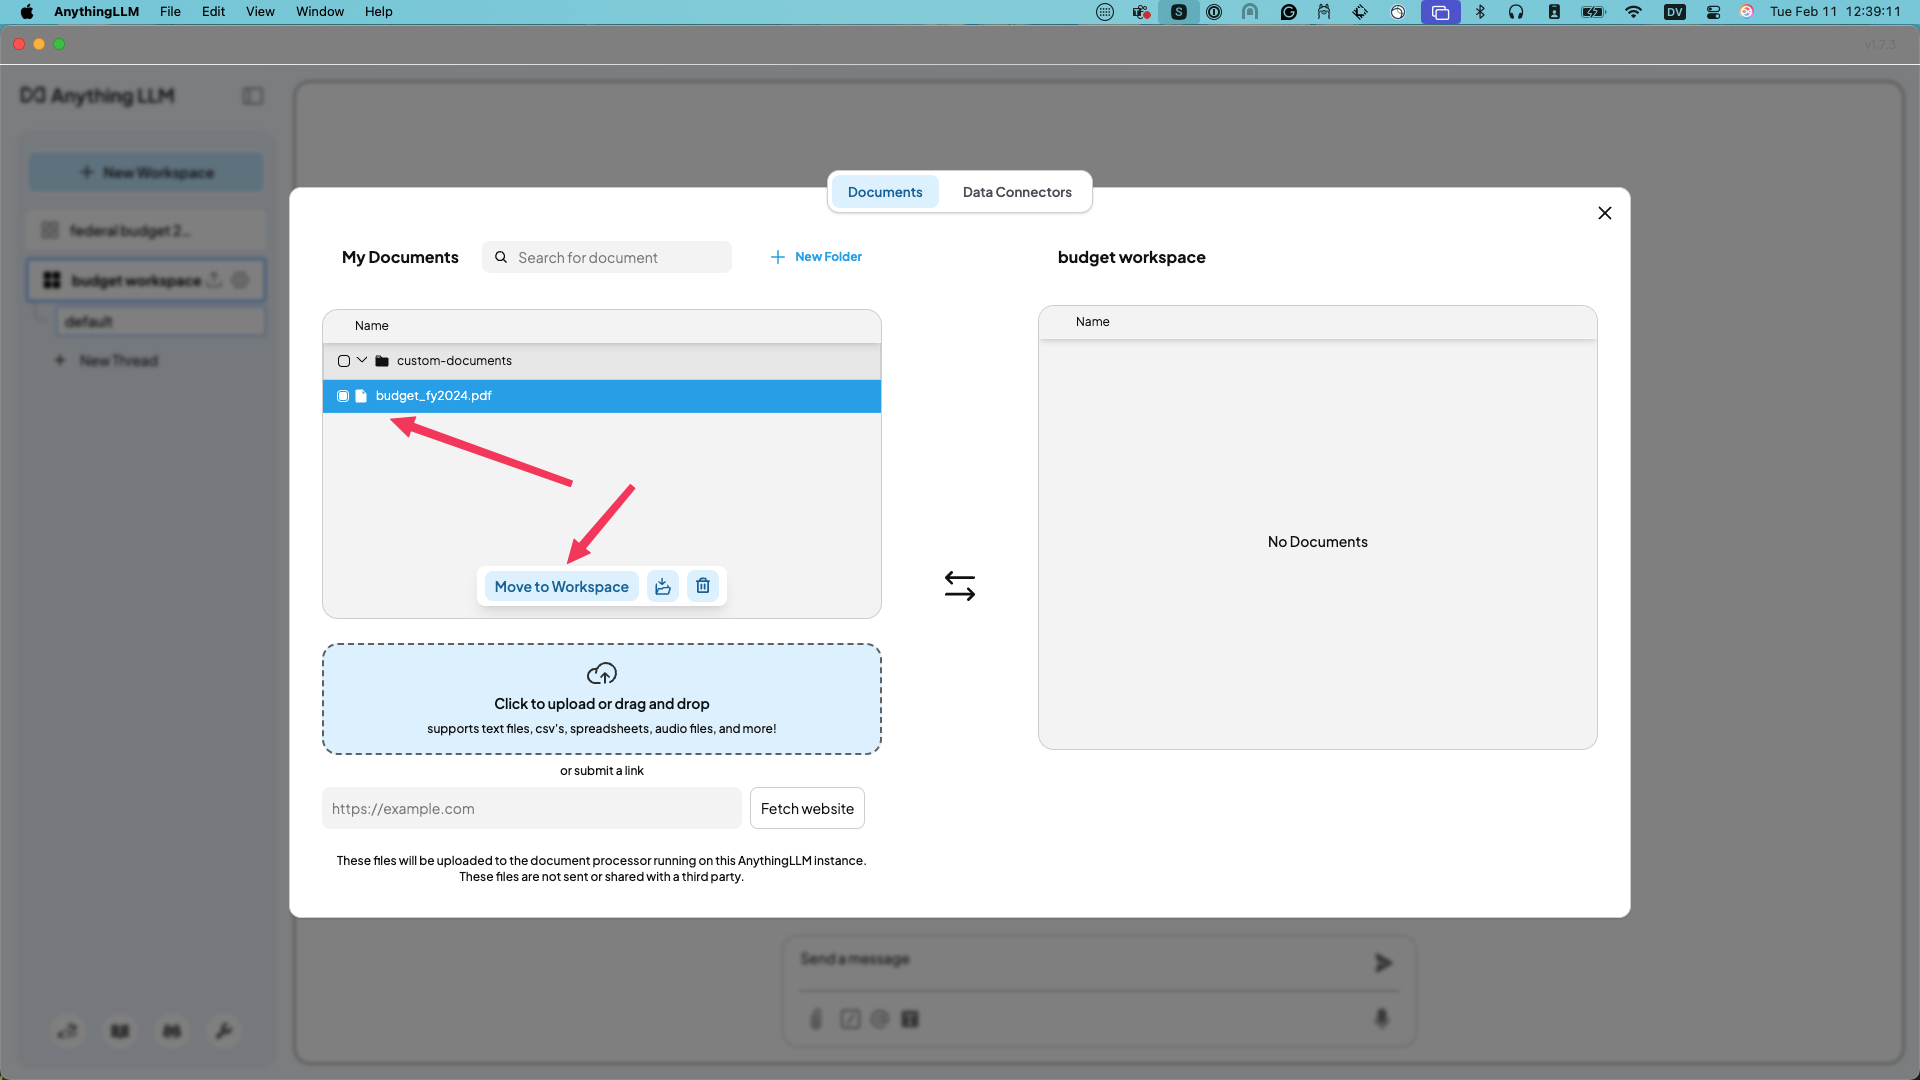 AnythingLLM File Edit View Window Help
DV Tue Feb 11 12:39:11
v1.7.3
Anything LLM
+ New Workspace
federal budget 2...
budget workspace
default
+ New Thread
Documents Data Connectors
My Documents
Search for document
+ New Folder
Name
custom-documents
budget_fy2024.pdf
Move to Workspace
Click to upload or drag and drop
supports text files, csv's, spreadsheets, audio files, and more!
or submit a link
https://example.com
Fetch website
These files will be uploaded to the document processor running on this AnythingLLM instance.
These files are not sent or shared with a third party.
budget workspace
Name
No Documents
Send a message